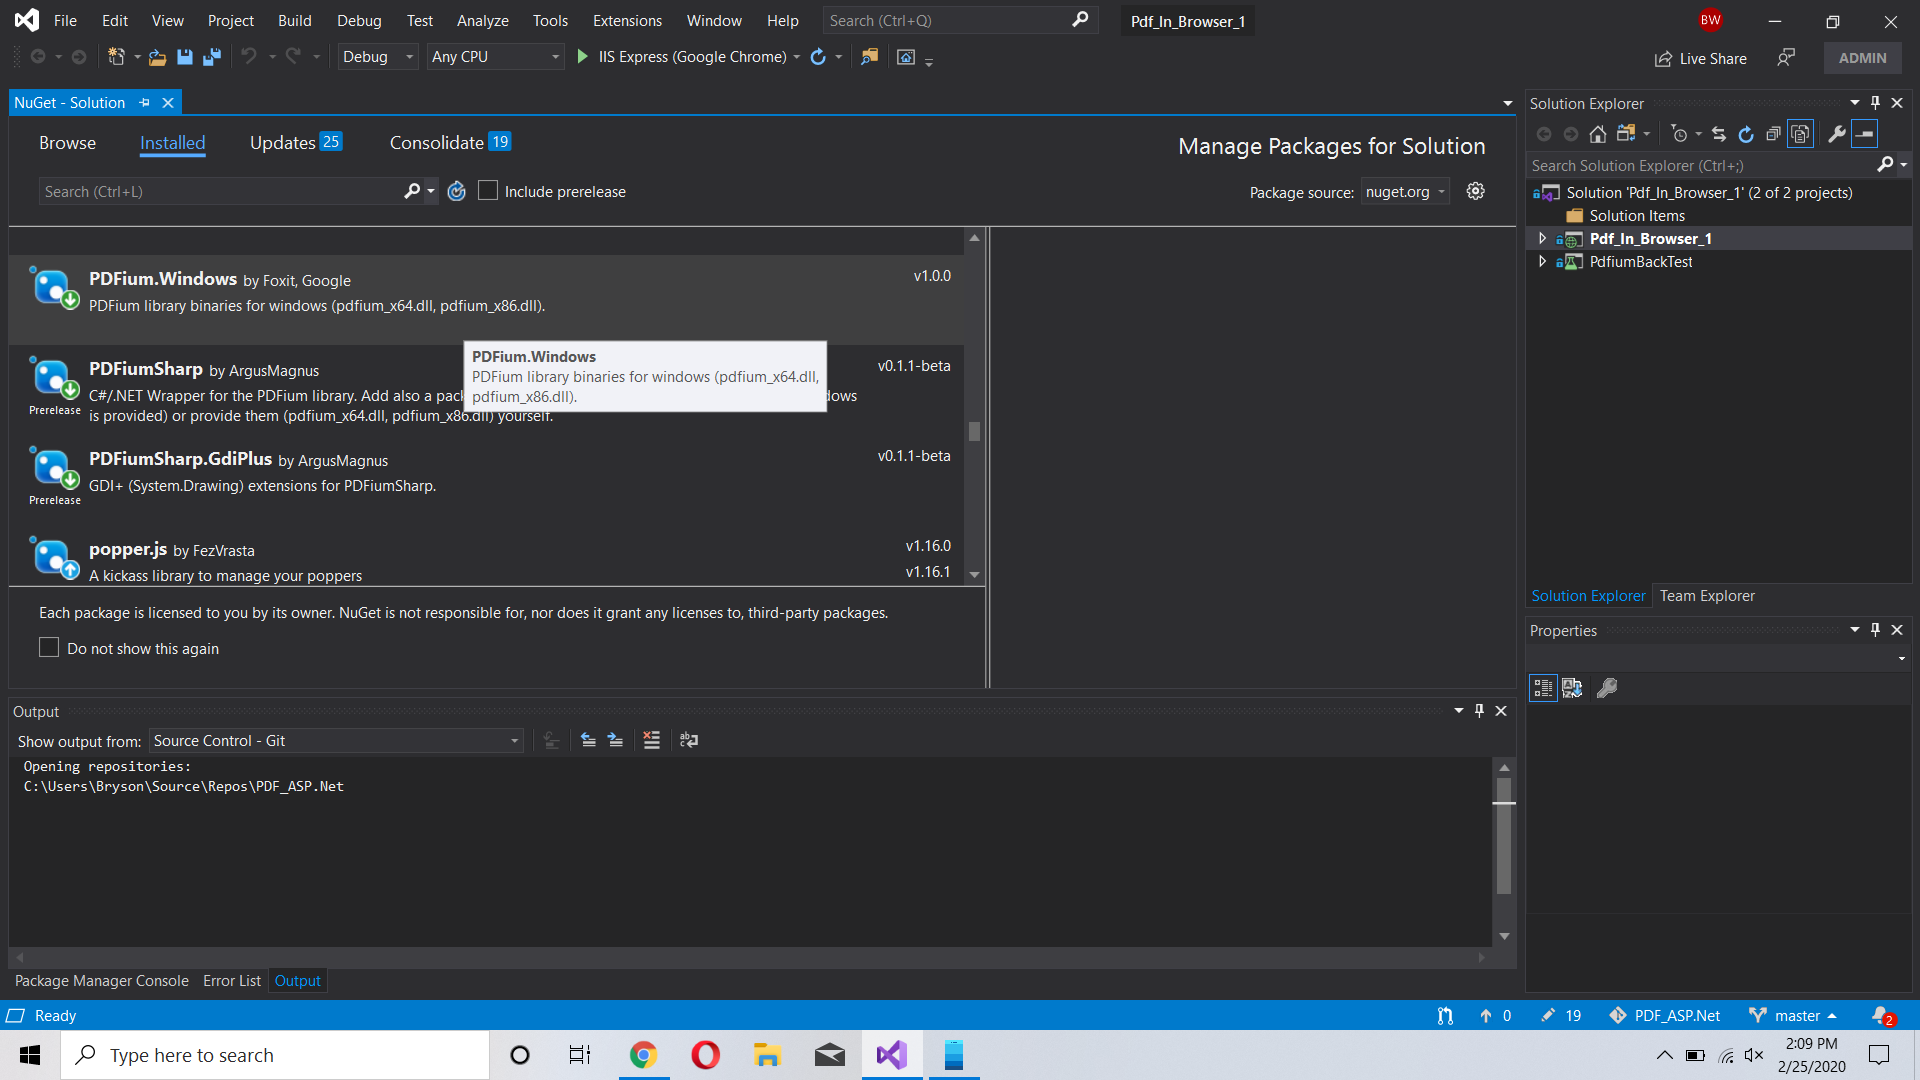 File Edit View Project Build Debug Test Analyze Tools Extensions Window Help Search (Ctrl+Q) Pdf_In_Browser_1 BW
Debug Any CPU IIS Express (Google Chrome) Live Share ADMIN
NuGet - Solution
Browse Installed Updates 25 Consolidate 19
Manage Packages for Solution
Search (Ctrl+L) Include prerelease
Package source: nuget.org
PDFium.Windows by Foxit, Google v1.0.0
PDFium library binaries for windows (pdfium_x64.dll, pdfium_x86.dll).
PDFium.Windows
PDFium library binaries for windows (pdfium_x64.dll,
pdfium_x86.dll).
PDFiumSharp by ArgusMagnus v0.1.1-beta
Prerelease
C#/.NET Wrapper for the PDFium library. Add also a
is provided) or provide them (pdfium_x64.dll, pdfium_x86.dll) yourself.
PDFiumSharp.GdiPlus by ArgusMagnus v0.1.1-beta
GDI+ (System.Drawing) extensions for PDFiumSharp.
Prerelease
popper.js by FezVrasta v1.16.0
A kickass library to manage your poppers v1.16.1
Each package is licensed to you by its owner. NuGet is not responsible for, nor does it grant any licenses to, third-party packages.
Do not show this again
Output
Show output from: Source Control - Git
Opening repositories:
C:\Users\Bryson\Source\Repos\PDF_ASP.Net
Package Manager Console Error List Output
Solution Explorer
Search Solution Explorer (Ctrl+;)
Solution 'Pdf_In_Browser_1' (2 of 2 projects)
Solution Items
Pdf_In_Browser_1
PdfiumBackTest
Solution Explorer Team Explorer
Properties
Ready 0 19 PDF_ASP.Net master 2
Type here to search
2:09 PM
2/25/2020